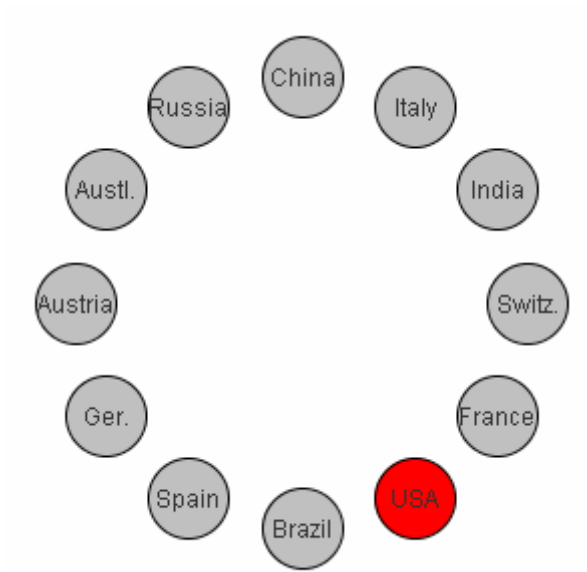 China
Russia
Italy
Austl.
India
Austria
Switz.
Ger.
France
Spain
USA
Brazil